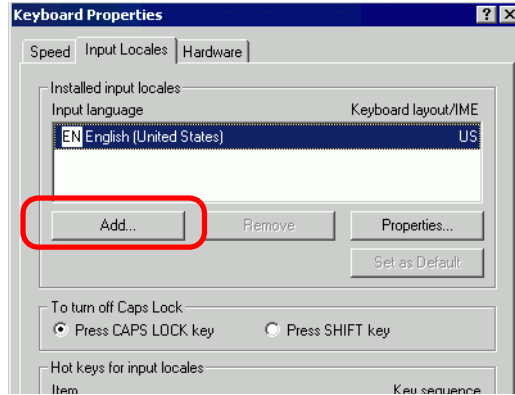 Keyboard Properties
Speed Input Locales Hardware
Installed input locales
Input language Keyboard layout/IME
EN English (United States) US
Add... Remove Properties...
Set as Default
To turn off Caps Lock
Press CAPS LOCK key Press SHIFT key
Hot keys for input locales
Item Key sequence